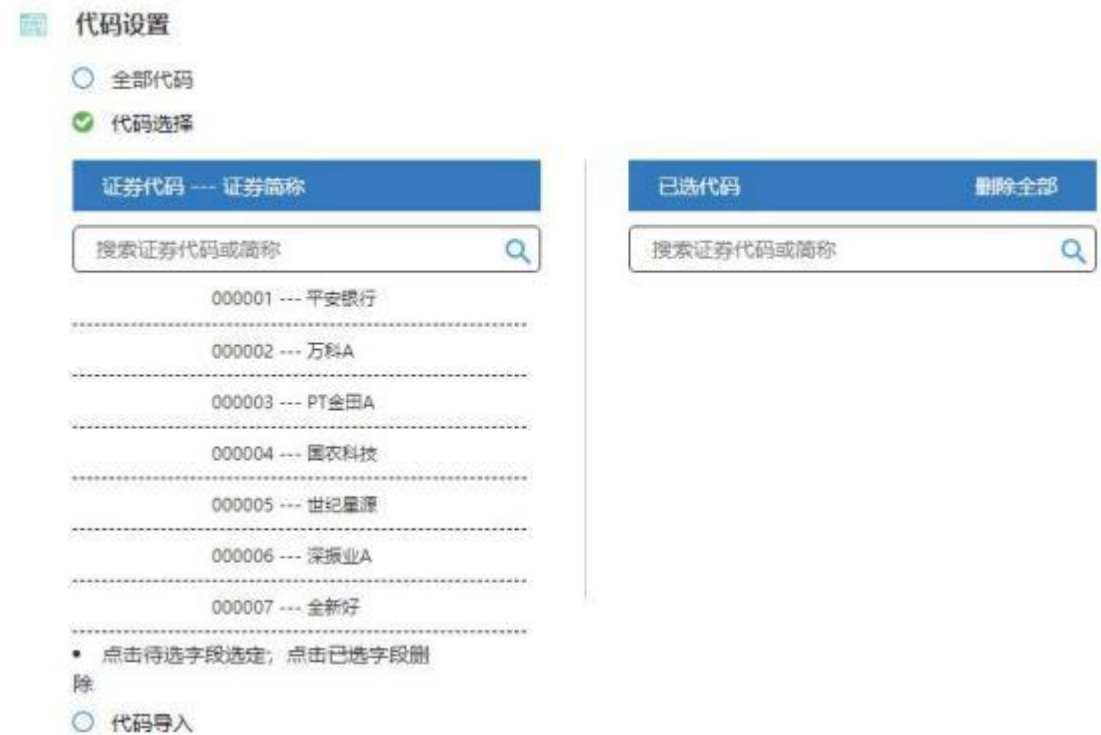 代码设置
全部代码
代码选择
证券代码 --- 证券简称
搜索证券代码或简称
000001 --- 平安银行
000002 --- 万科A
000003 --- PT金田A
000004 --- 国农科技
000005 --- 世纪星源
000006 --- 深振业A
000007 --- 全新好
• 点击待选字段选定；点击已选字段删
除
代码导入
已选代码 删除全部
搜索证券代码或简称